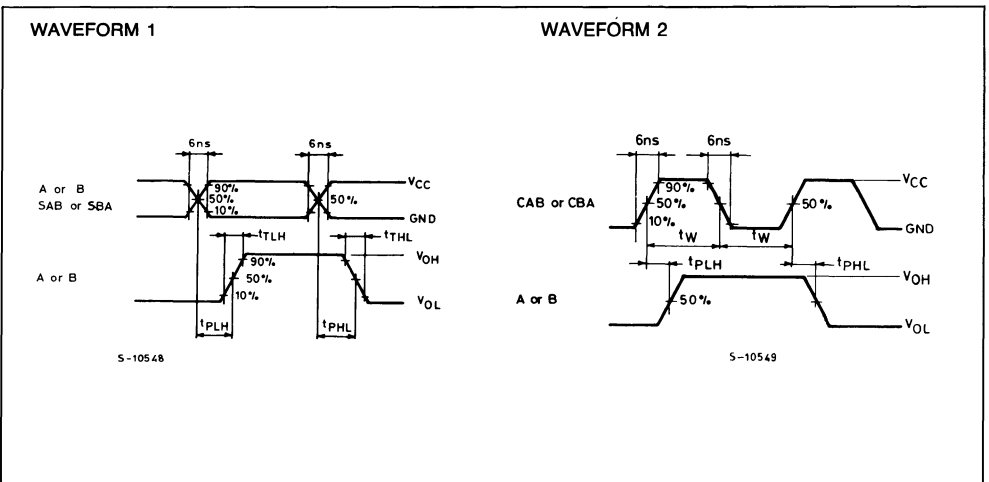 WAVEFORM 1
6ns
6ns
A or B
SAB or SBA
90%
50%
10%
50%
VCC
GND
tTLH
tTHL
A or B
90%
50%
10%
VOH
VOL
tPLH
tPHL
S-10548
WAVEFORM 2
6ns
6ns
CAB or CBA
90%
50%
10%
50%
VCC
GND
tW
tW
tPLH
tPHL
A or B
50%
VOH
VOL
S-10549